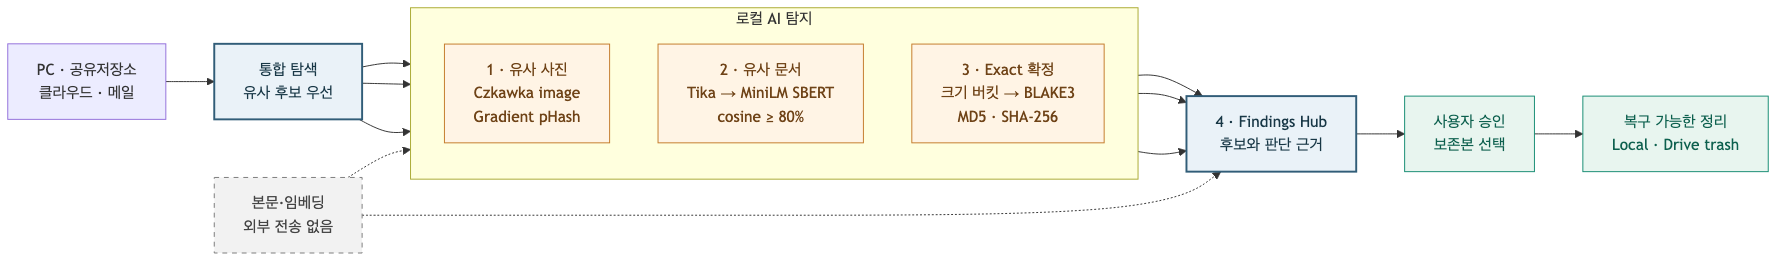 PC · 공유저장소
클라우드 · 메일
통합 탐색
유사 후보 우선
로컬 AI 탐지
1 · 유사 사진
Czkawka image
Gradient pHash
2 · 유사 문서
Tika → MiniLM SBERT
cosine ≥ 80%
3 · Exact 확정
크기 버킷 → BLAKE3
MD5 · SHA-256
4 · Findings Hub
후보와 판단 근거
사용자 승인
보존본 선택
복구 가능한 정리
Local · Drive trash
본문·임베딩
외부 전송 없음